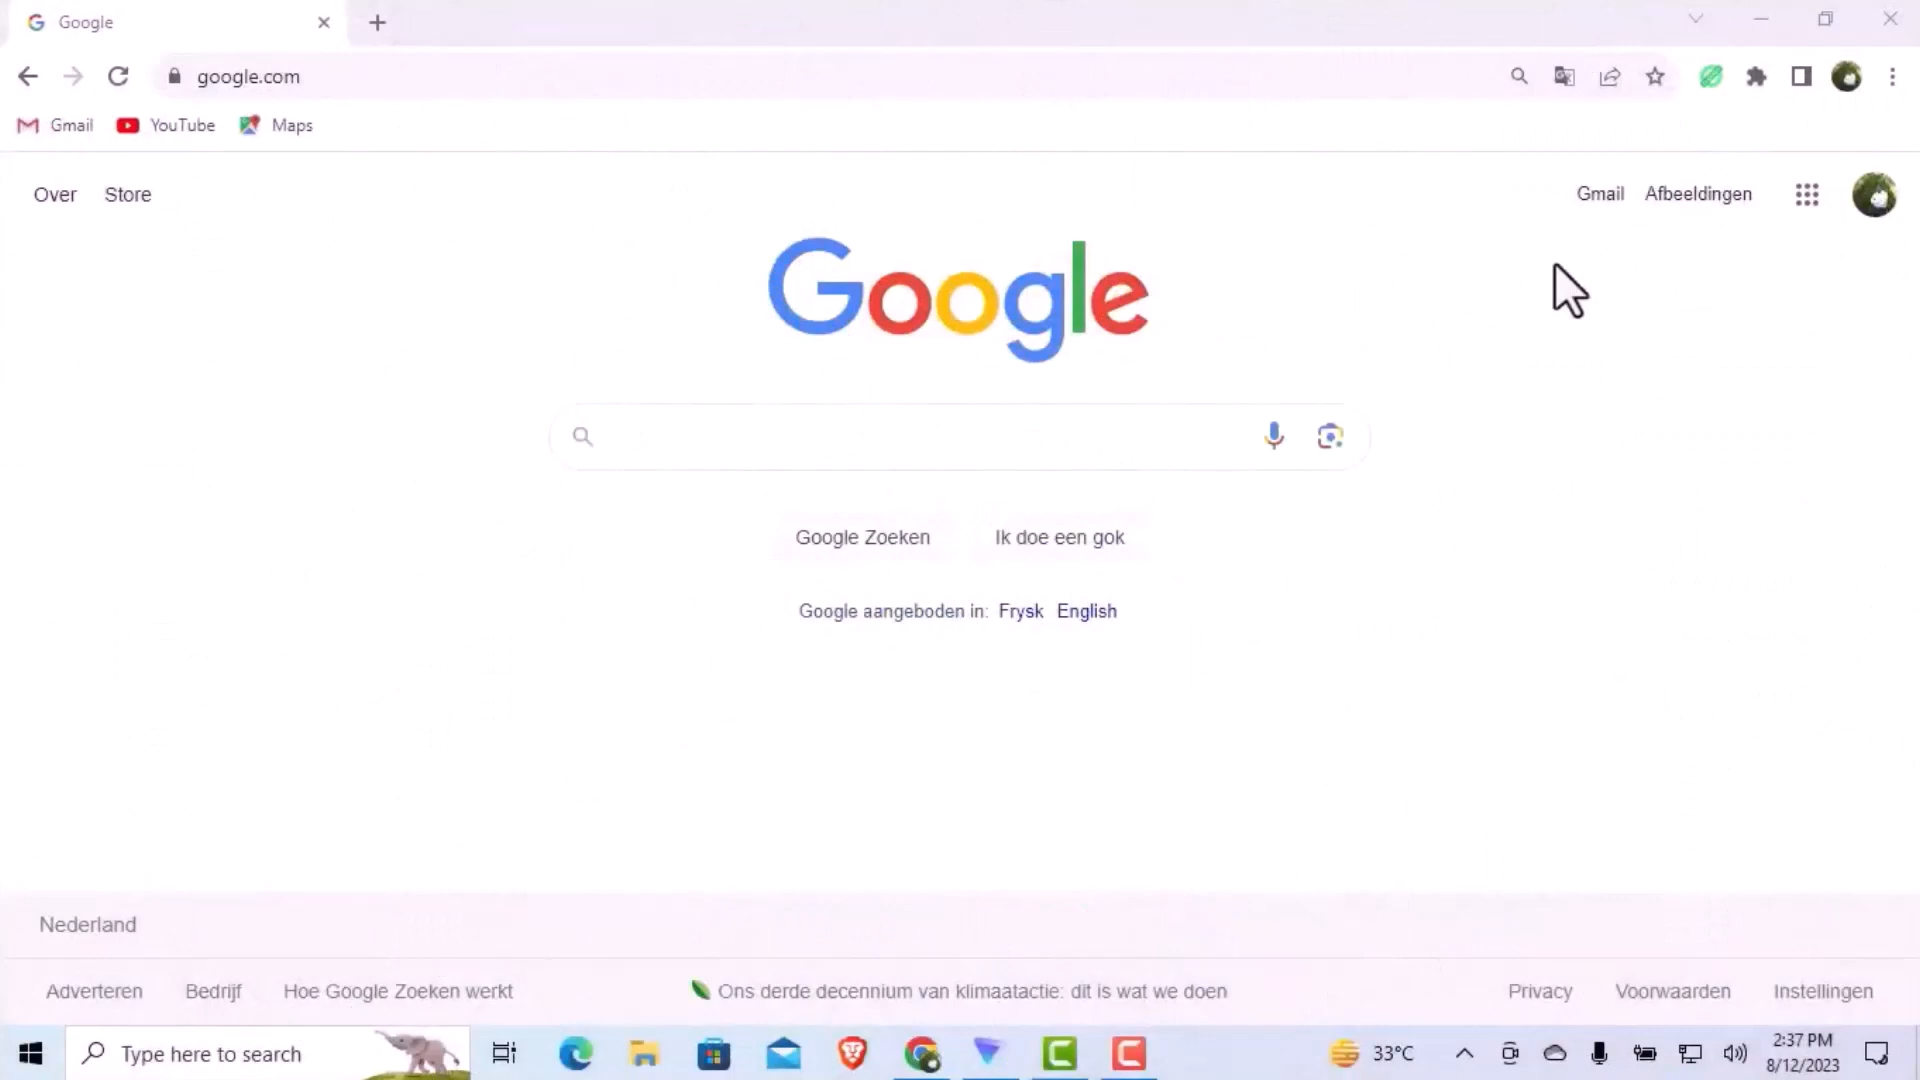 Google
google.com
Gmail YouTube Maps
Over Store Gmail Afbeeldingen
Google
Google Zoeken Ik doe een gok
Google aangeboden in: Frysk English
Nederland
Adverteren Bedrijf Hoe Google Zoeken werkt Ons derde decennium van klimaatactie: dit is wat we doen Privacy Voorwaarden Instellingen
Type here to search 33°C 2:37 PM
8/12/2023